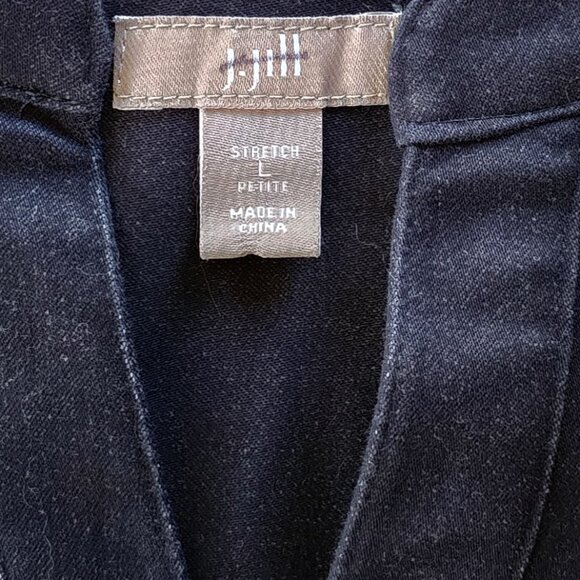 J.Jill
STRETCH
L
PETITE
MADE IN
CHINA